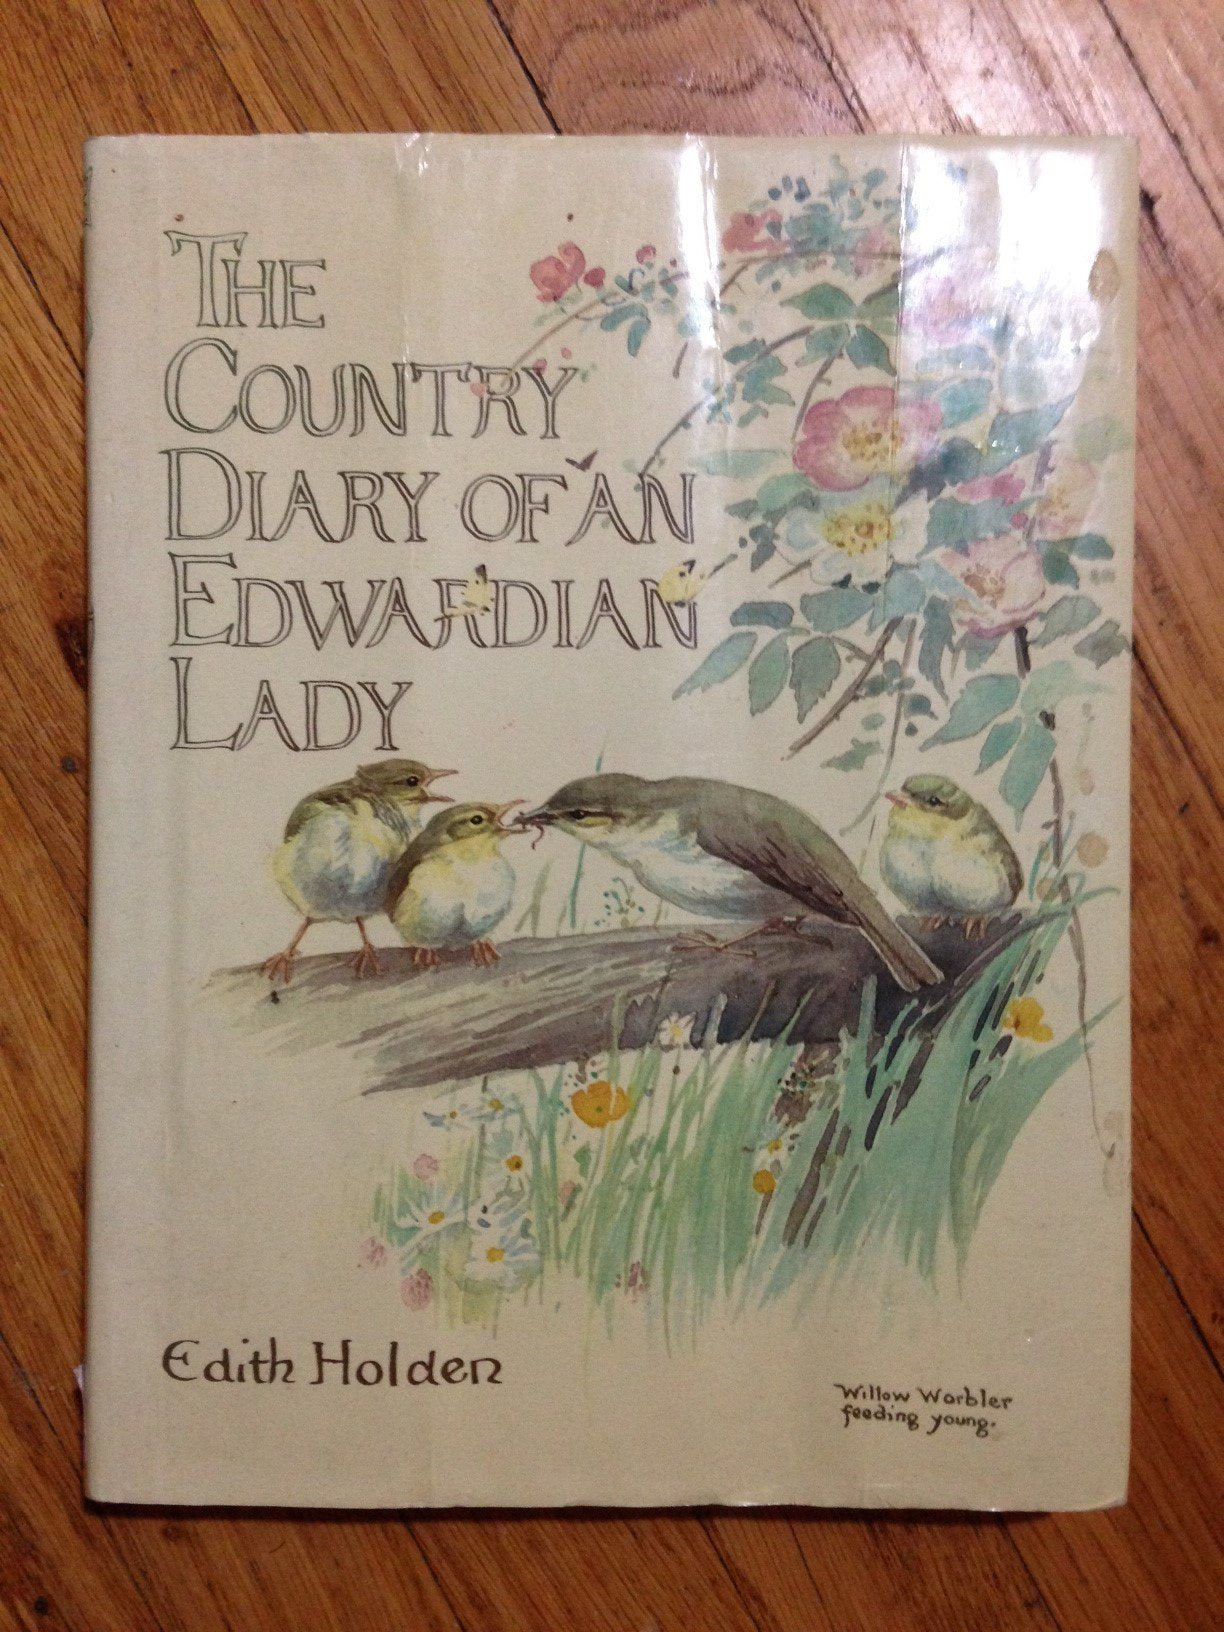 THE
COUNTRY
DIARY OF AN
EDWARDIAN
LADY
Edith Holden
Willow Warbler
feeding young.